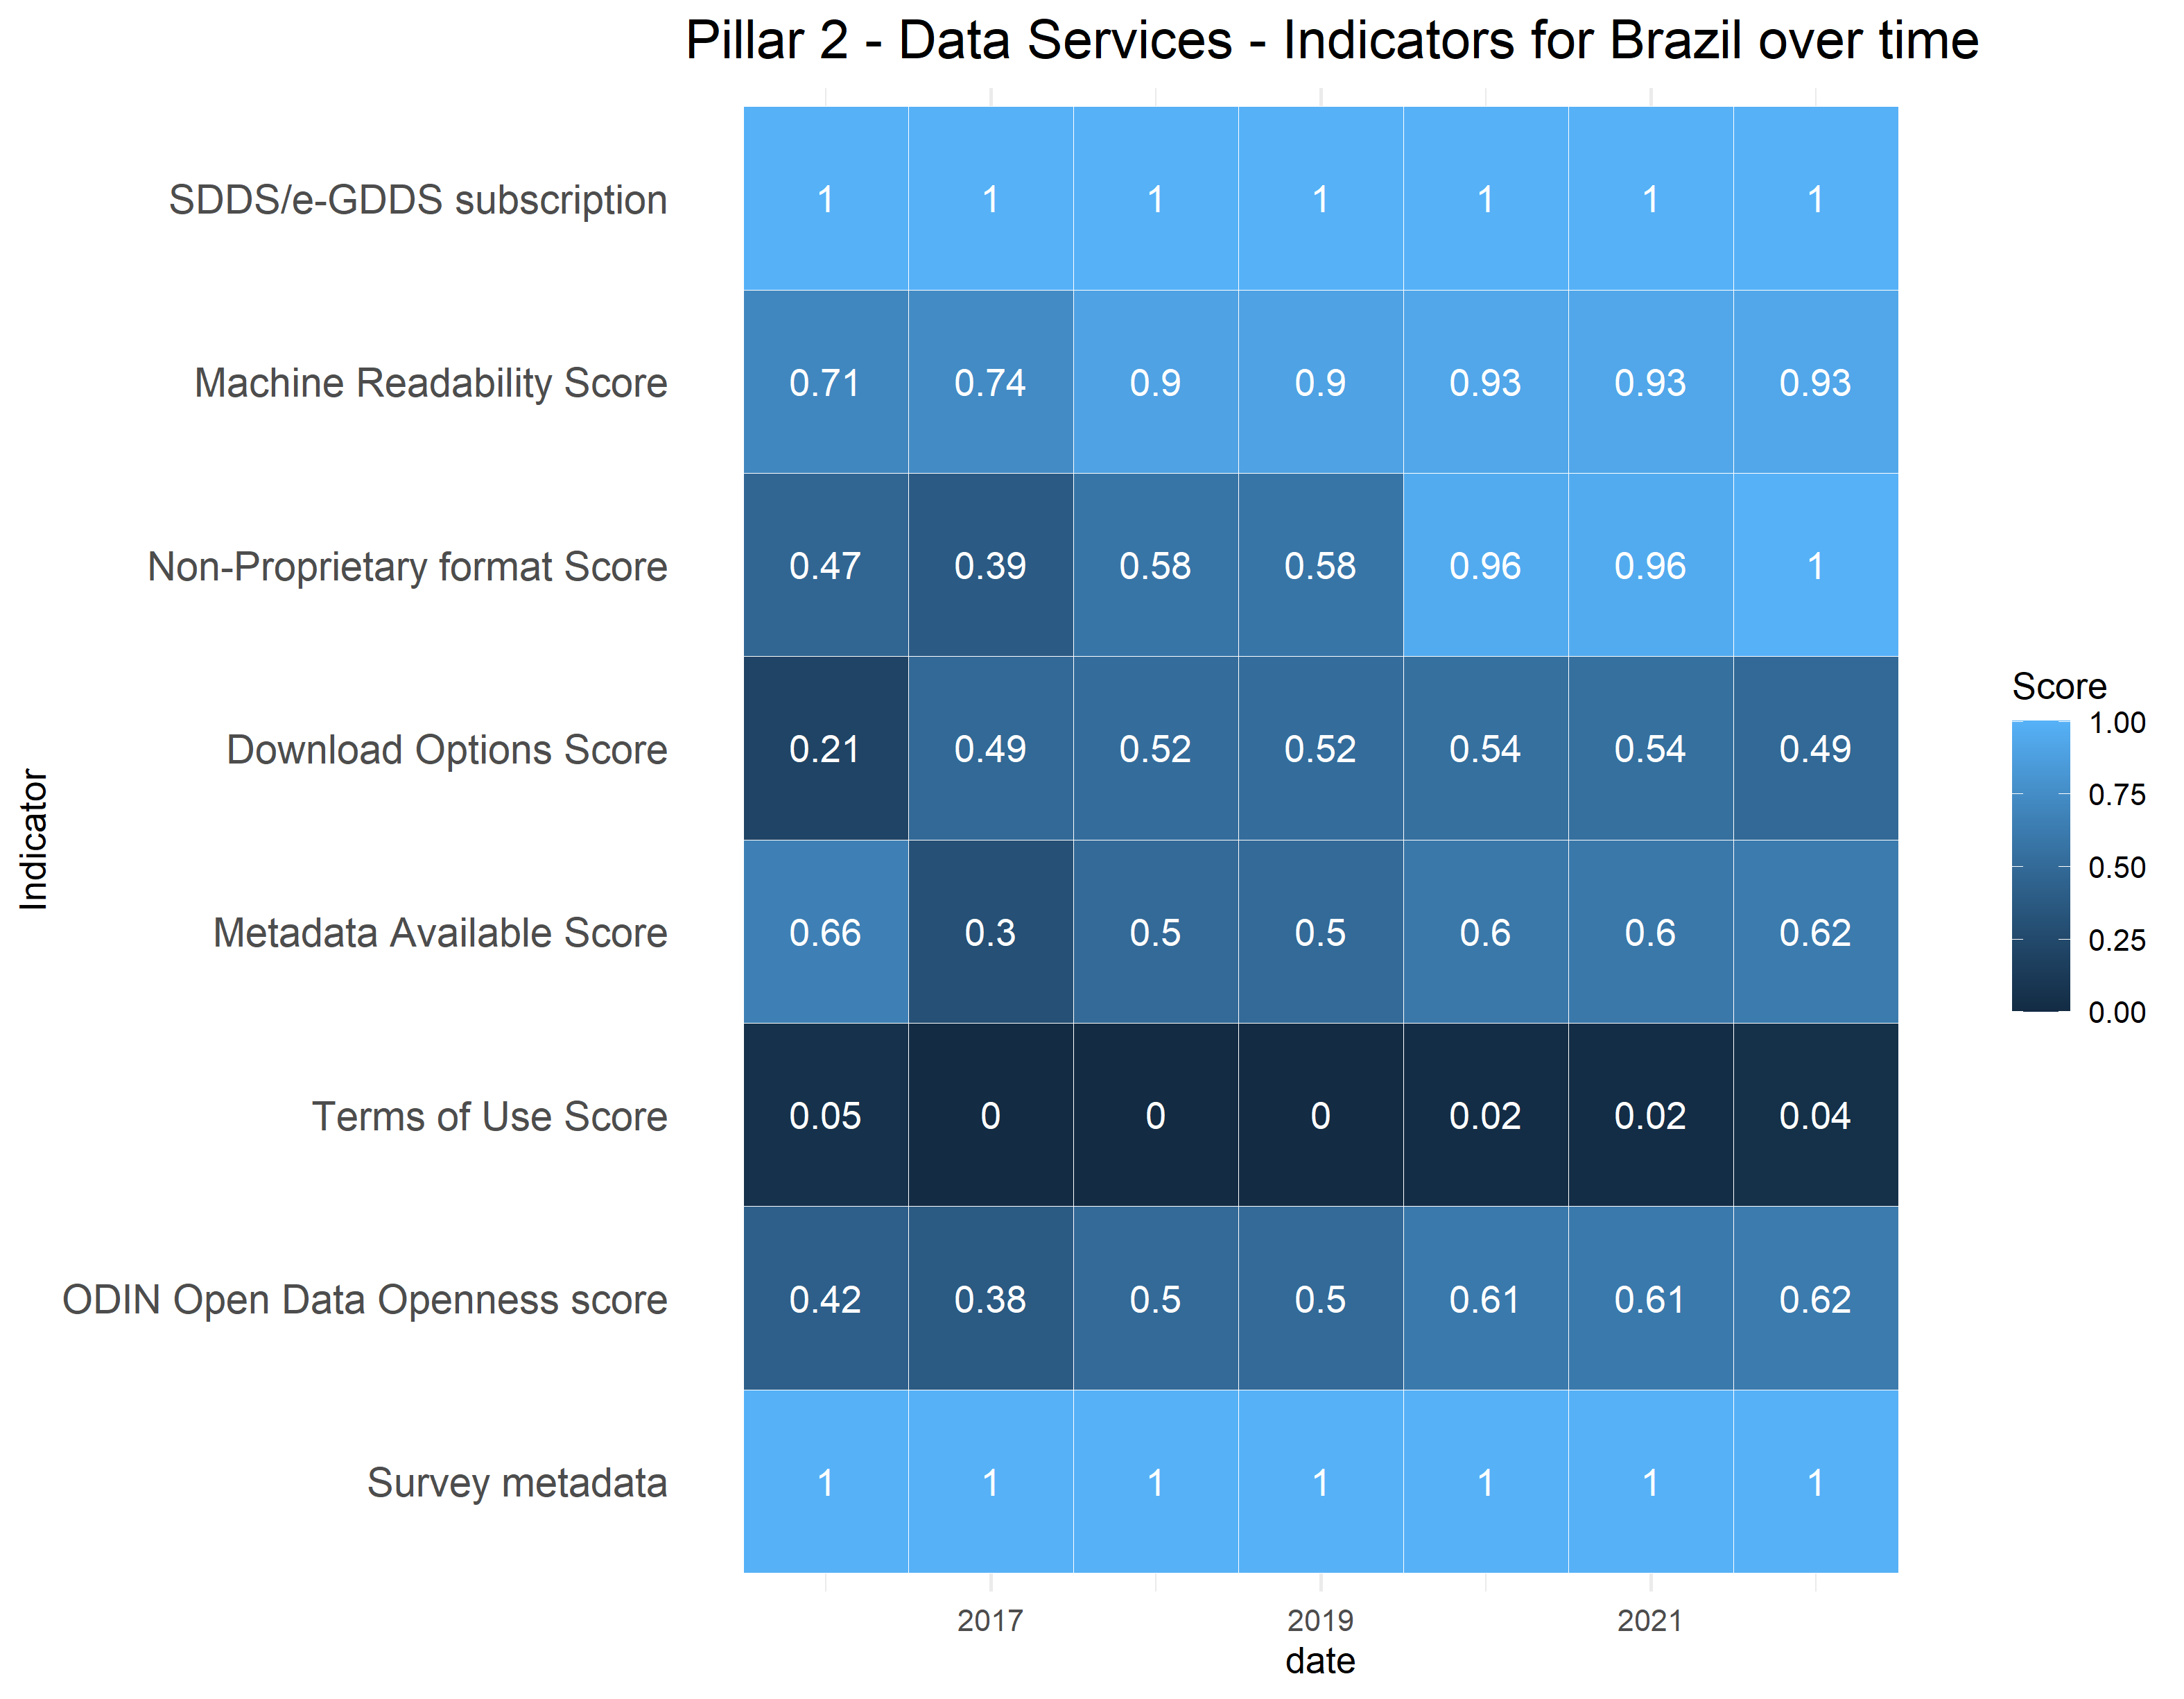 Pillar 2 - Data Services - Indicators for Brazil over time
SDDS/e-GDDS subscription 1 1 1 1 1 1 1
Machine Readability Score 0.71 0.74 0.9 0.9 0.93 0.93 0.93
Non-Proprietary format Score 0.47 0.39 0.58 0.58 0.96 0.96 1
Download Options Score 0.21 0.49 0.52 0.52 0.54 0.54 0.49
Metadata Available Score 0.66 0.3 0.5 0.5 0.6 0.6 0.62
Terms of Use Score 0.05 0 0 0 0.02 0.02 0.04
ODIN Open Data Openness score 0.42 0.38 0.5 0.5 0.61 0.61 0.62
Survey metadata 1 1 1 1 1 1 1
2017 2019 2021
date
Indicator
Score
1.00
0.75
0.50
0.25
0.00